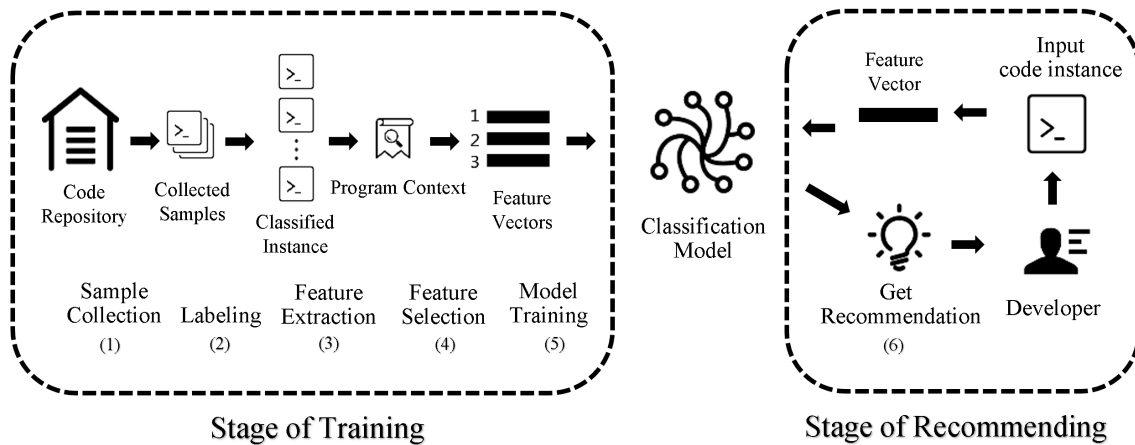 Code
Repository
Collected
Samples
Classified
Instance
Program Context
1
2
3
Feature
Vectors
Sample
Collection
(1)
Labeling
(2)
Feature
Extraction
(3)
Feature
Selection
(4)
Model
Training
(5)
Stage of Training
Classification
Model
Feature
Vector
Input
code instance
>_
Get
Recommendation
(6)
Developer
Stage of Recommending